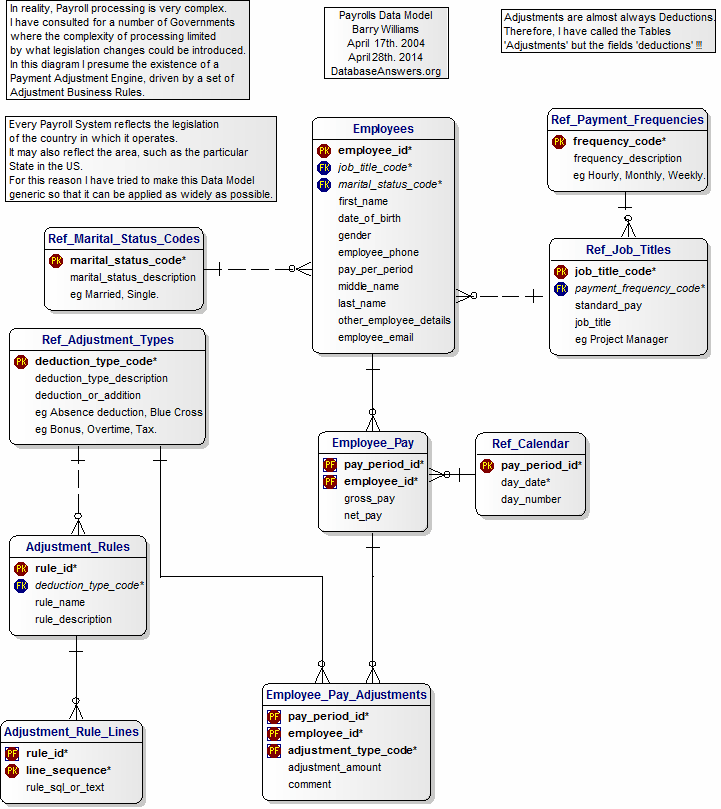 In reality, Payroll processing is very complex.
I have consulted for a number of Governments
where the complexity of processing limited
by what legislation changes could be introduced.
In this diagram I presume the existence of a
Payment Adjustment Engine, driven by a set of
Adjustment Business Rules.
Payrolls Data Model
Barry Williams
April 17th. 2004
April 28th. 2014
DatabaseAnswers.org
Adjustments are almost always Deductions.
Therefore, I have called the Tables
'Adjustments' but the fields 'deductions' !!!
Every Payroll System reflects the legislation
of the country in which it operates.
It may also reflect the area, such as the particular
State in the US.
For this reason I have tried to make this Data Model
generic so that it can be applied as widely as possible.
Employees
PK employee_id*
FK job_title_code*
FK marital_status_code*
first_name
date_of_birth
gender
employee_phone
pay_per_period
middle_name
last_name
other_employee_details
employee_email
Ref_Payment_Frequencies
PK frequency_code*
frequency_description
eg Hourly, Monthly, Weekly.
Ref_Marital_Status_Codes
PK marital_status_code*
marital_status_description
eg Married, Single.
Ref_Job_Titles
PK job_title_code*
FK payment_frequency_code*
standard_pay
job_title
eg Project Manager
Ref_Adjustment_Types
PK deduction_type_code*
deduction_type_description
deduction_or_addition
eg Absence deduction, Blue Cross
eg Bonus, Overtime, Tax.
Employee_Pay
PF pay_period_id*
PF employee_id*
gross_pay
net_pay
Ref_Calendar
PK pay_period_id*
day_date*
day_number
Adjustment_Rules
PK rule_id*
FK deduction_type_code*
rule_name
rule_description
Employee_Pay_Adjustments
PF pay_period_id*
PF employee_id*
PF adjustment_type_code*
adjustment_amount
comment
Adjustment_Rule_Lines
PF rule_id*
PK line_sequence*
rule_sql_or_text